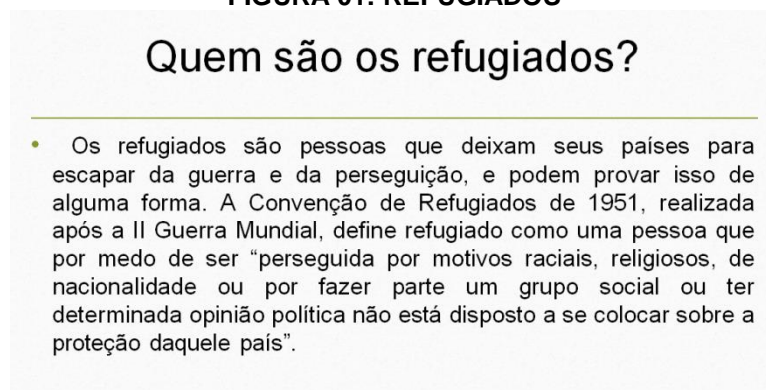 FIGURA 01: REFUGIADOS
Quem são os refugiados?
• Os refugiados são pessoas que deixam seus países para
escapar da guerra e da perseguição, e podem provar isso de
alguma forma. A Convenção de Refugiados de 1951, realizada
após a II Guerra Mundial, define refugiado como uma pessoa que
por medo de ser “perseguida por motivos raciais, religiosos, de
nacionalidade ou por fazer parte um grupo social ou ter
determinada opinião política não está disposto a se colocar sobre a
proteção daquele país”.